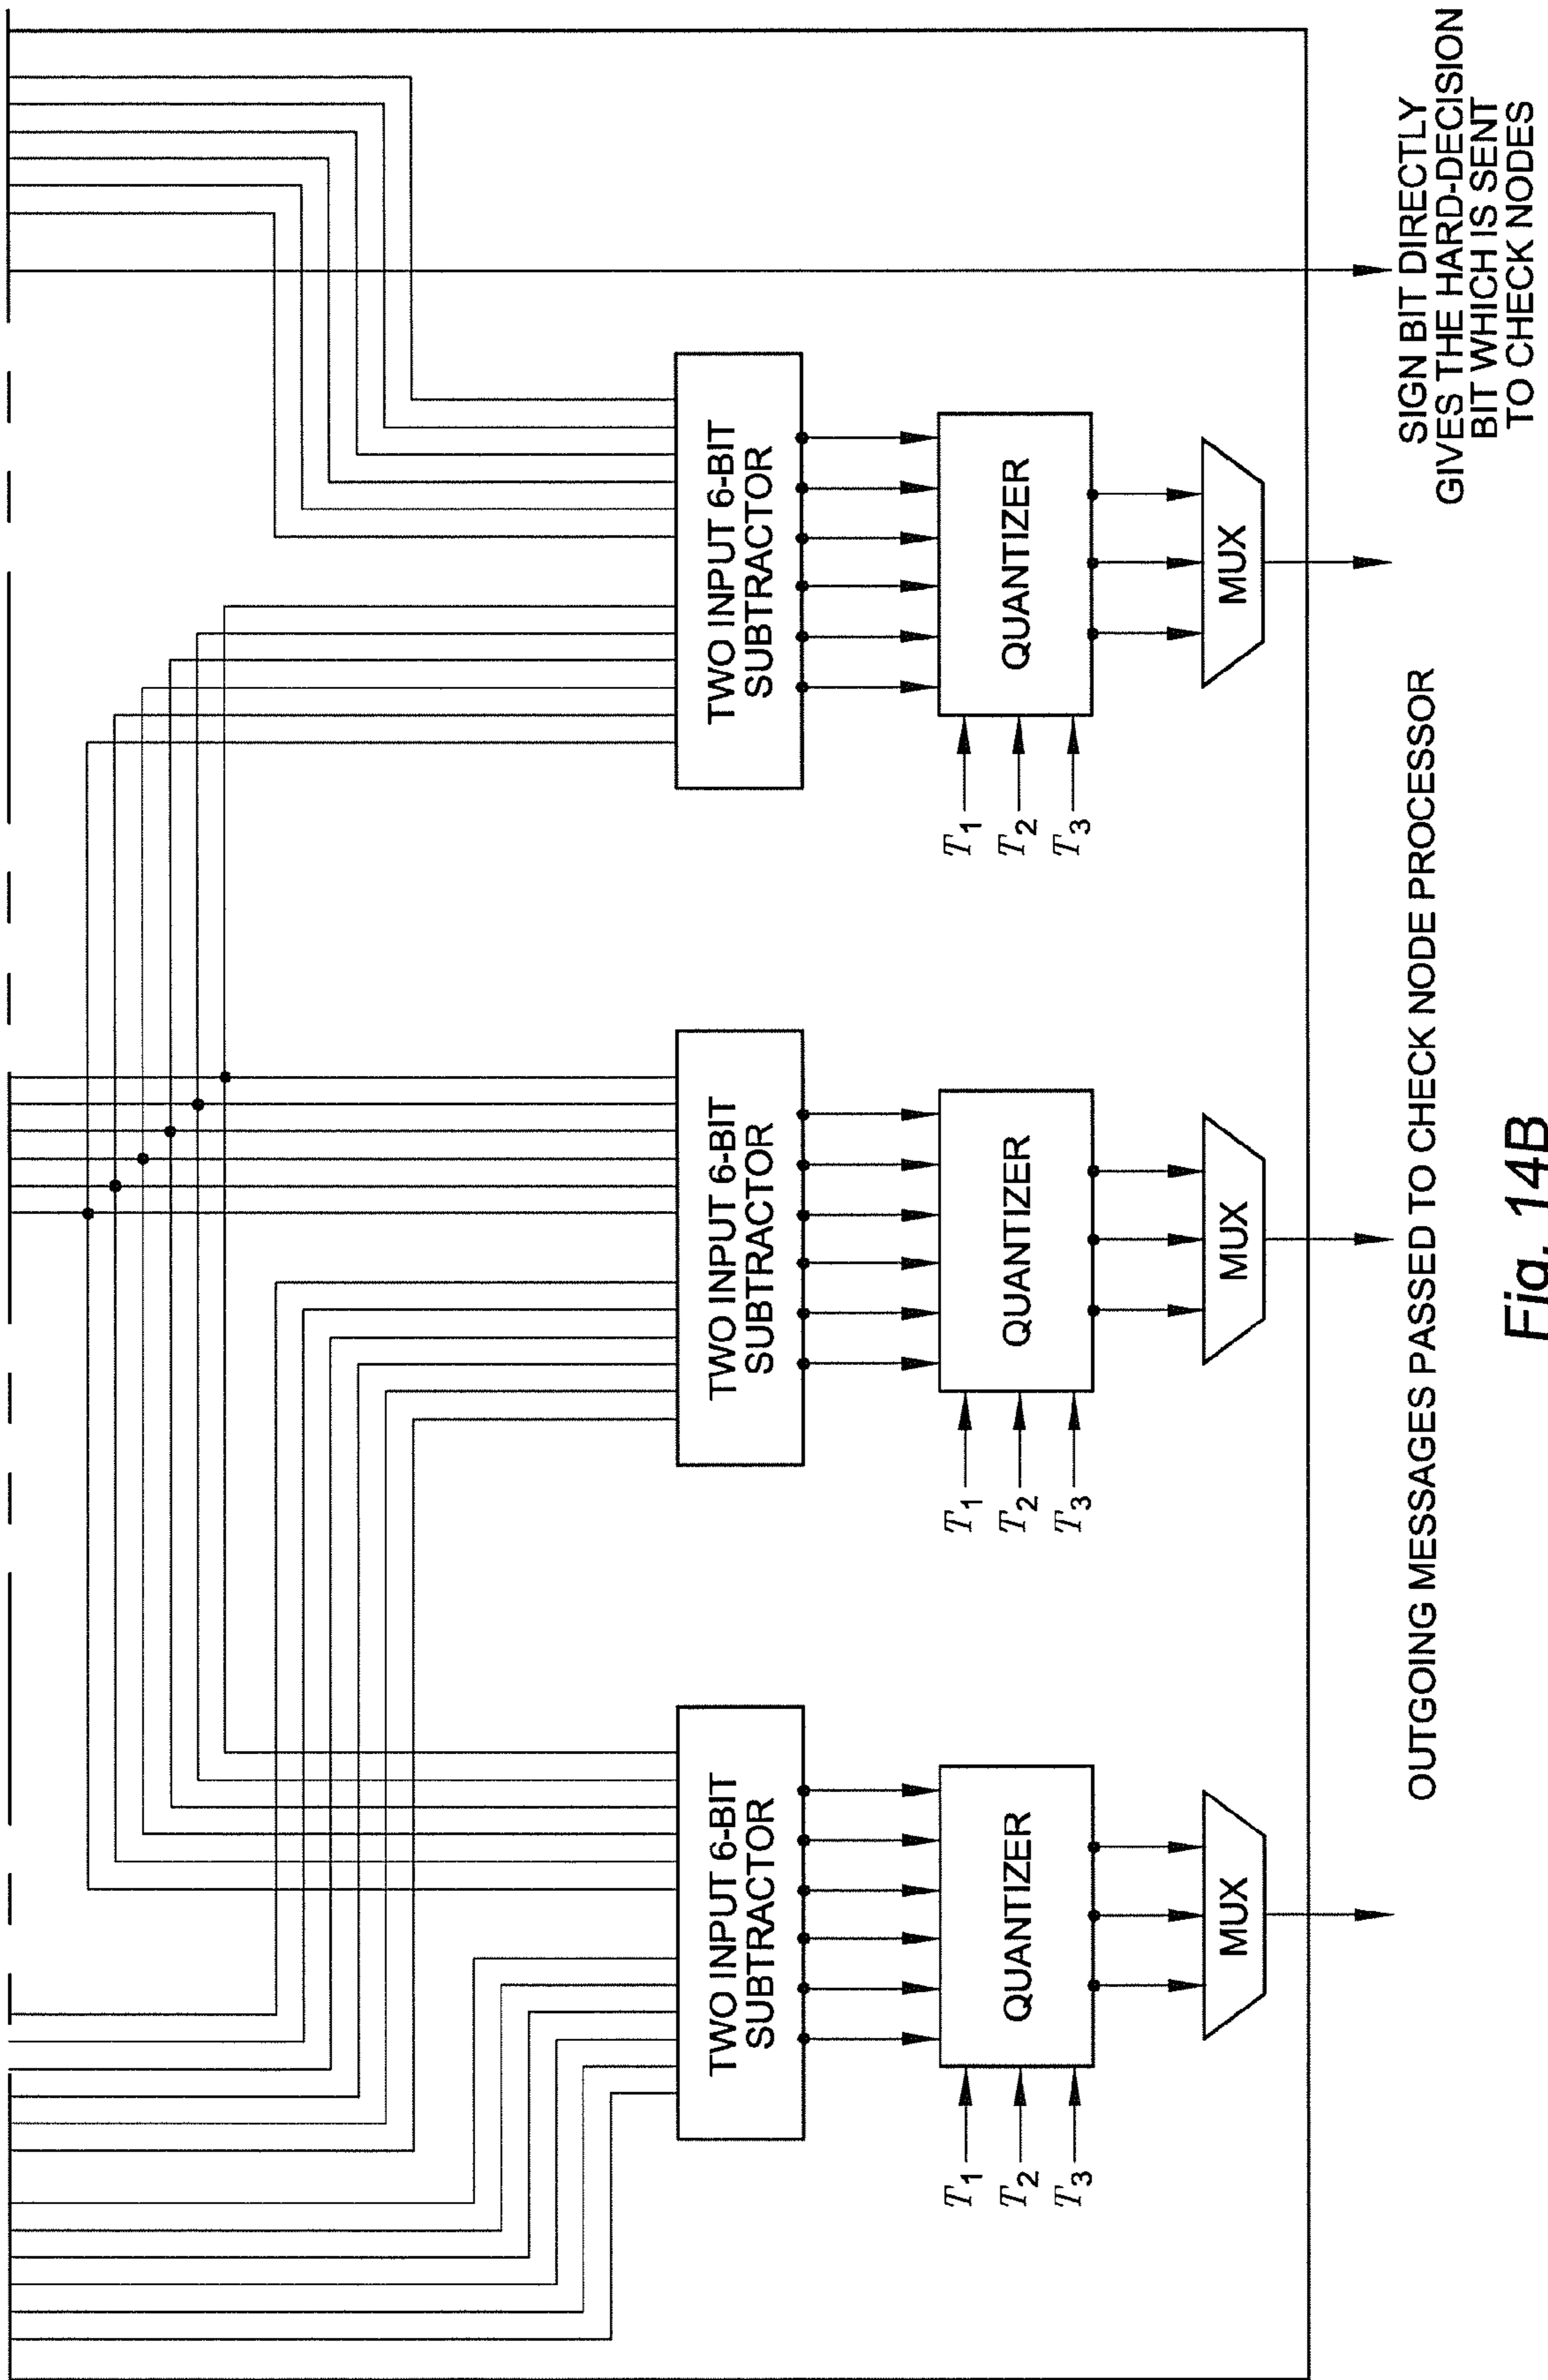 TWO INPUT 6-BIT
SUBTRACTOR
TWO INPUT 6-BIT
SUBTRACTOR
TWO INPUT 6-BIT
SUBTRACTOR
T1
T2
T3
QUANTIZER
T1
T2
T3
QUANTIZER
T1
T2
T3
QUANTIZER
MUX
MUX
MUX
OUTGOING MESSAGES PASSED TO CHECK NODE PROCESSOR
SIGN BIT DIRECTLY
GIVES THE HARD-DECISION
BIT WHICH IS SENT
TO CHECK NODES
Fig. 14B